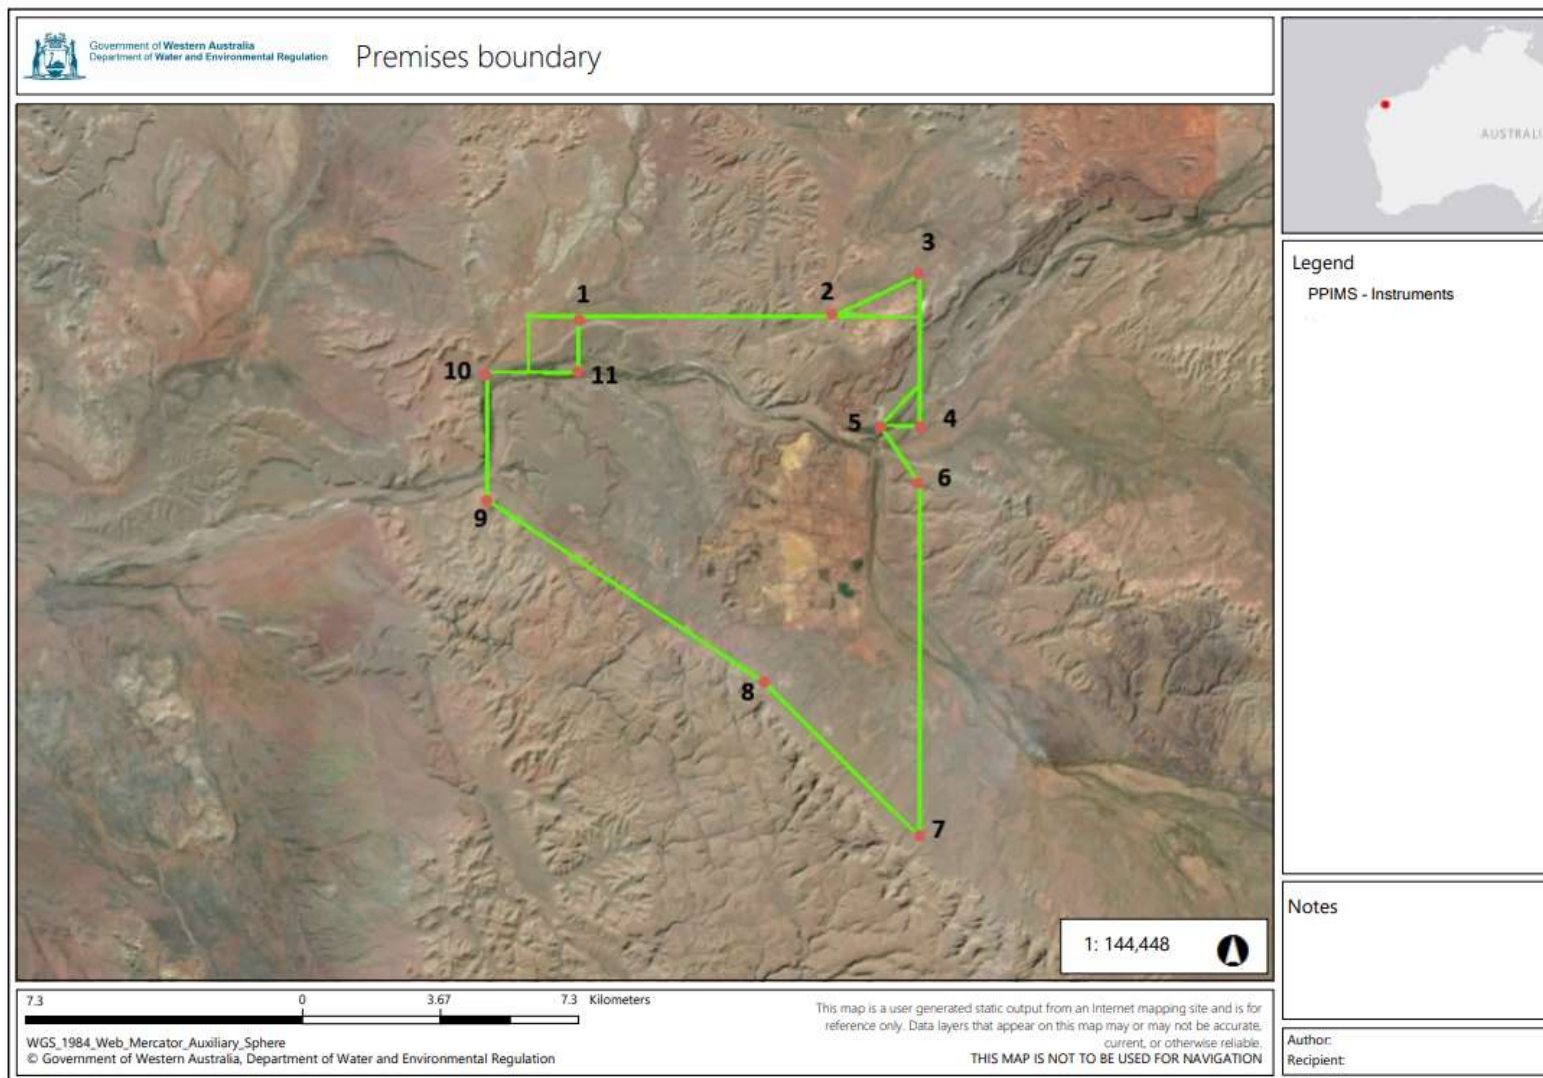 Government of Western Australia
Department of Water and Environmental Regulation
Premises boundary
AUSTRALI
3
1
2
10
11
5
4
6
9
8
7
Legend
PPIMS - Instruments
Notes
1: 144,448
7.3
0
3.67
7.3 Kilometers
WGS_1984_Web_Mercator_Auxiliary_Sphere
© Government of Western Australia, Department of Water and Environmental Regulation
This map is a user generated static output from an Internet mapping site and is for
reference only. Data layers that appear on this map may or may not be accurate,
current, or otherwise reliable.
THIS MAP IS NOT TO BE USED FOR NAVIGATION
Author:
Recipient: